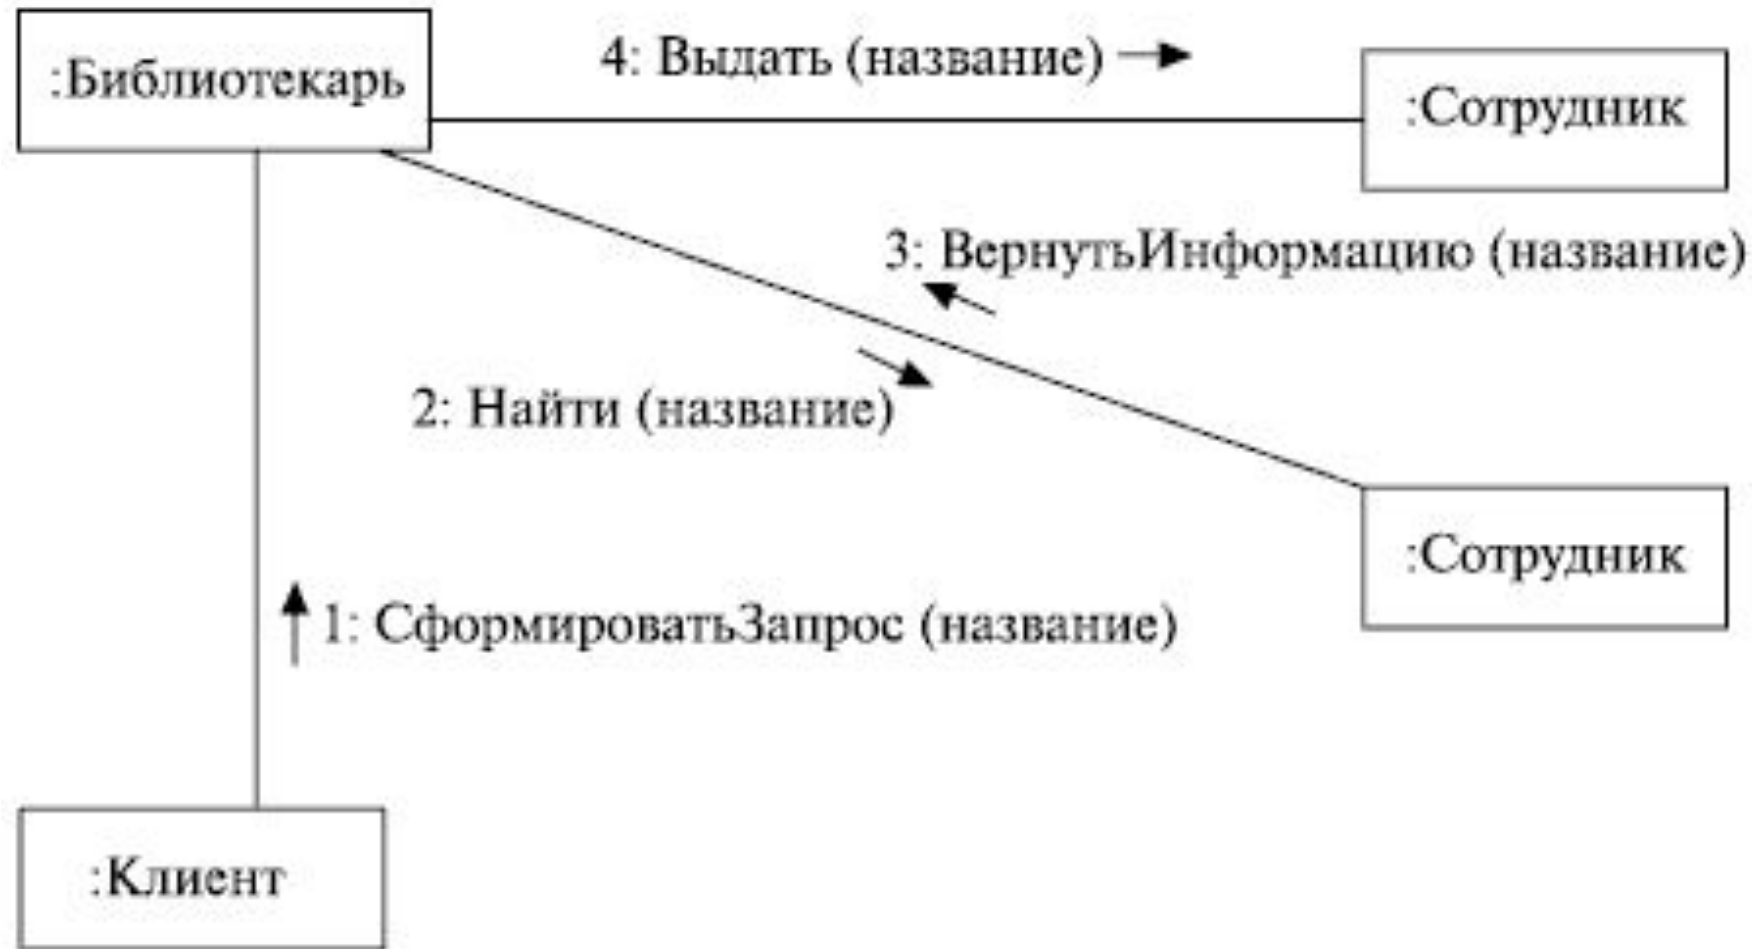 :Библиотекарь
4: Выдать (название)
:Сотрудник
3: ВернутьИнформацию (название)
2: Найти (название)
:Сотрудник
1: СформироватьЗапрос (название)
:Клиент